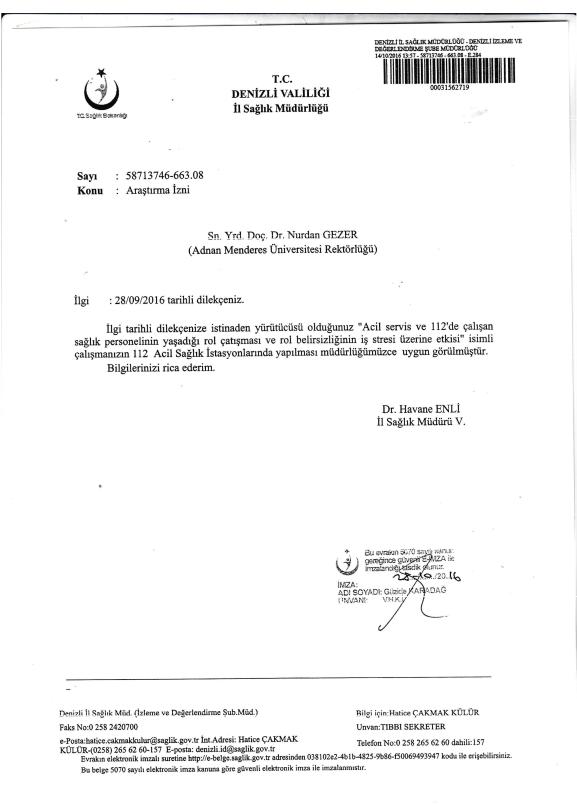 DENİZLİ İL SAĞLIK MÜDÜRLÜĞÜ - DENİZLİ İZLEME VE
DEĞERLENDİRME ŞUBE MÜDÜRLÜĞÜ
14/10/2016 13:57 - 58713746 - 663.08 - E.284
00031562719
T.C. Sağlık Bakanlığı
T.C.
DENİZLİ VALİLİĞİ
İl Sağlık Müdürlüğü
Sayı : 58713746-663.08
Konu : Araştırma İzni
Sn. Yrd. Doç. Dr. Nurdan GEZER
(Adnan Menderes Üniversitesi Rektörlüğü)
İlgi : 28/09/2016 tarihli dilekçeniz.
İlgi tarihli dilekçenize istinaden yürütücüsü olduğunuz "Acil servis ve 112'de çalışan
sağlık personelinin yaşadığı rol çatışması ve rol belirsizliğinin iş stresi üzerine etkisi" isimli
çalışmanızın 112 Acil Sağlık İstasyonlarında yapılması müdürlüğümüzce uygun görülmüştür.
Bilgilerinizi rica ederim.
Dr. Havane ENLİ
İl Sağlık Müdürü V.
Bu evrakın 5070 sayılı kanun
gereğince güvenli E-İMZA ile
imzalandığı tasdik olunur.
/2016
İMZA:
ADI SOYADI: Güzide KARADAĞ
ÜNVANI: V.H.K.İ
Denizli İl Sağlık Müd. (İzleme ve Değerlendirme Şub.Müd.)
Bilgi için:Hatice ÇAKMAK KÜLÜR
Faks No:0 258 2420700
Unvan:TIBBI SEKRETER
e-Posta:hatice.cakmakkulur@saglik.gov.tr İnt.Adresi: Hatice ÇAKMAK
KÜLÜR-(0258) 265 62 60-157 E-posta: denizli.id@saglik.gov.tr
Telefon No:0 258 265 62 60 dahili:157
Evrakın elektronik imzalı suretine http://e-belge.saglik.gov.tr adresinden 038102e2-4b1b-4825-9b86-f50069493947 kodu ile erişebilirsiniz.
Bu belge 5070 sayılı elektronik imza kanuna göre güvenli elektronik imza ile imzalanmıştır.